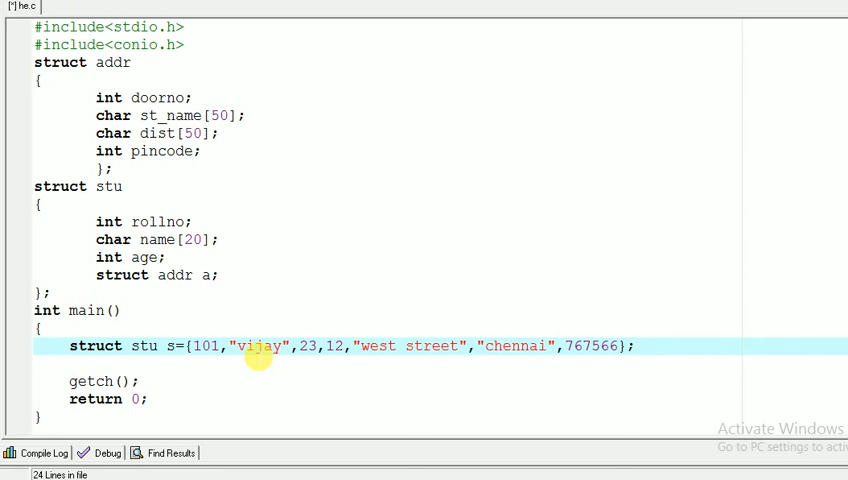 [*] he.c
#include<stdio.h>
#include<conio.h>
struct addr
{
int doorno;
char st_name[50];
char dist[50];
int pincode;
};
struct stu
{
int rollno;
char name[20];
int age;
struct addr a;
};
int main()
{
struct stu s={101,"vijay",23,12,"west street","chennai",767566};
getch();
return 0;
}
Activate Windows
Go to PC settings to acti
Compile Log Debug Find Results
24 Lines in file